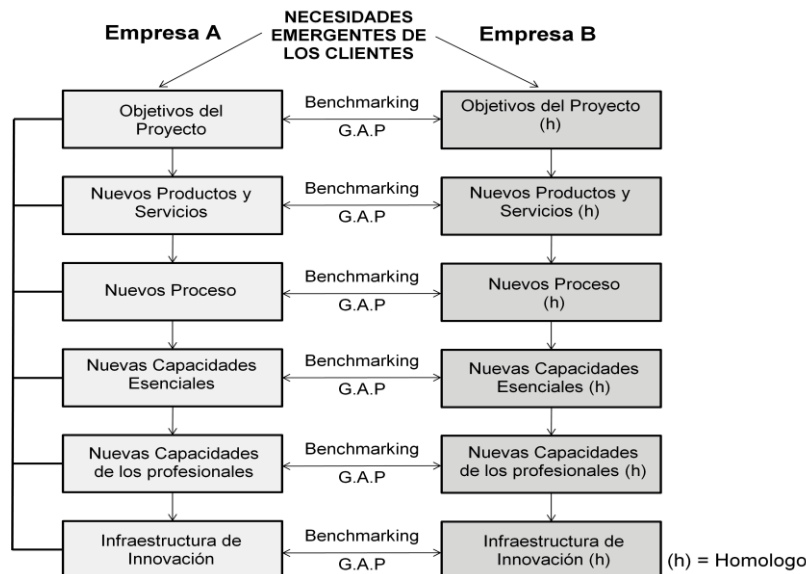 NECESIDADES
EMERGENTES DE
LOS CLIENTES
Empresa A
Empresa B
Objetivos del
Proyecto
Benchmarking
G.A.P
Objetivos del Proyecto
(h)
Nuevos Productos y
Servicios
Benchmarking
G.A.P
Nuevos Productos y
Servicios (h)
Nuevos Proceso
Benchmarking
G.A.P
Nuevos Proceso
(h)
Nuevas Capacidades
Esenciales
Benchmarking
G.A.P
Nuevas Capacidades
Esenciales (h)
Nuevas Capacidades
de los profesionales
Benchmarking
G.A.P
Nuevas Capacidades
de los profesionales (h)
Infraestructura de
Innovación
Benchmarking
G.A.P
Infraestructura de
Innovación (h)
(h) = Homologo